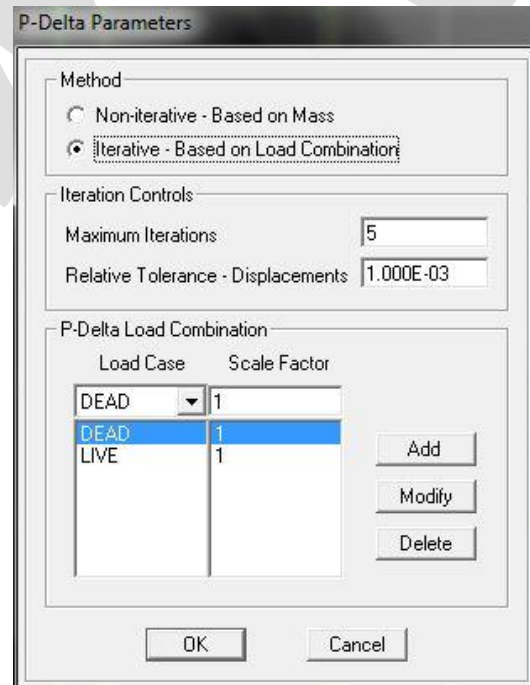 P-Delta Parameters
Method
Non-iterative - Based on Mass
Iterative - Based on Load Combination
Iteration Controls
Maximum Iterations 5
Relative Tolerance - Displacements 1.000E-03
P-Delta Load Combination
Load Case Scale Factor
DEAD 1
DEAD 1
LIVE 1
Add
Modify
Delete
OK Cancel